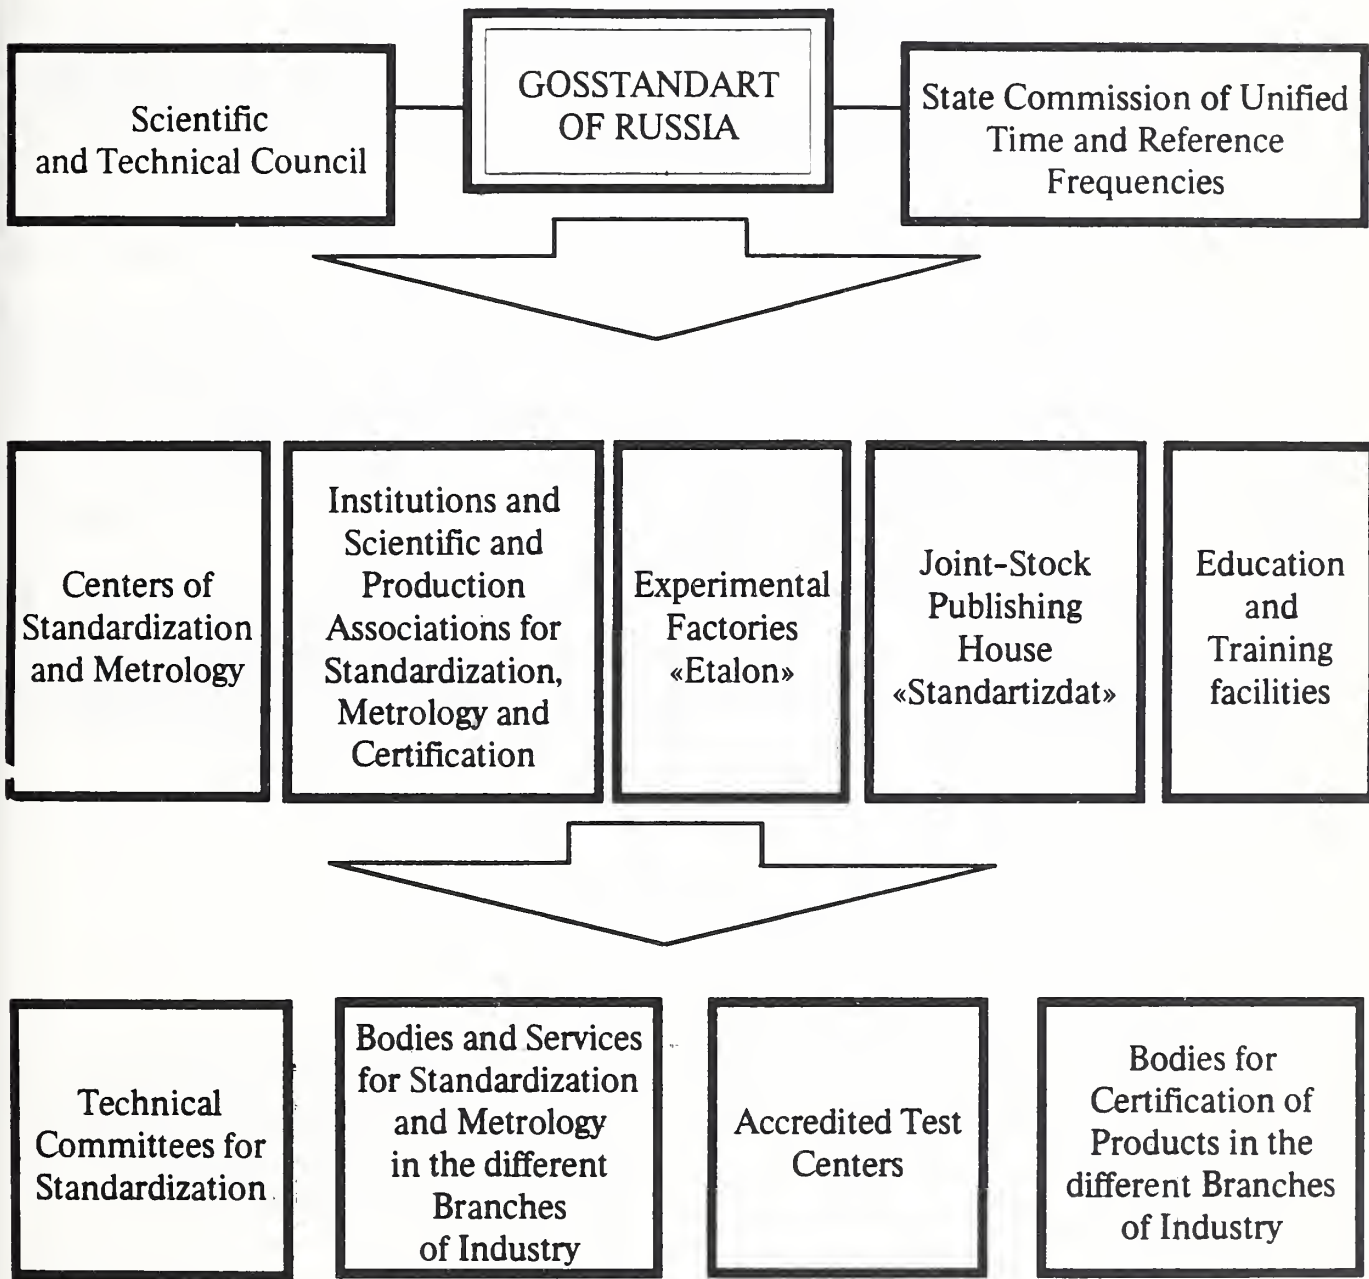 Scientific
and Technical Council
GOSSTANDART
OF RUSSIA
State Commission of Unified
Time and Reference
Frequencies
Centers of
Standardization
and Metrology
Institutions and
Scientific and
Production
Associations for
Standardization,
Metrology and
Certification
Experimental
Factories
«Etalon»
Joint-Stock
Publishing
House
«Standartizdat»
Education
and
Training
facilities
Technical
Committees for
Standardization
Bodies and Services
for Standardization
and Metrology
in the different
Branches
of Industry
Accredited Test
Centers
Bodies for
Certification of
Products in the
different Branches
of Industry